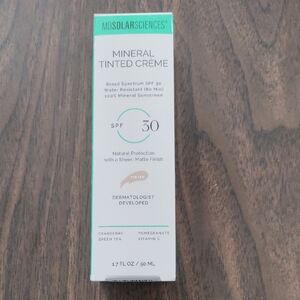 MDSOLARSCIENCES
MINERAL
TINTED CRÈME
Broad Spectrum SPF 30
Water Resistant (80 Min)
100% Mineral Sunscreen
SPF 30
Natural Protection
with a Sheer, Matte Finish
DERMATOLOGIST
DEVELOPED
CRANBERRY POMEGRANATE
GREEN TEA VITAMIN C
1.7 FL OZ / 50 ML